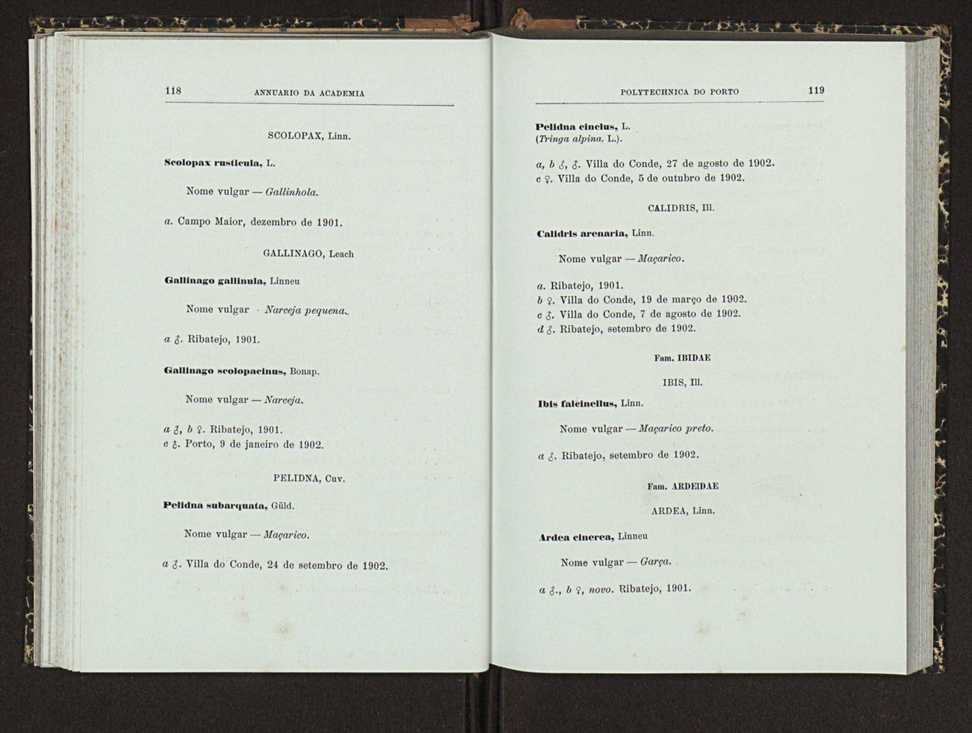 118 ANNUARIO DA ACADEMIA
SCOLOPAX, Linn.
Scolopax rusticula, L.
Nome vulgar — Gallinhola.
a. Campo Maior, dezembro de 1901.
GALLINAGO, Leach
Gallinago gallinula, Linneu
Nome vulgar - Narceja pequena.
a ♂. Ribatejo, 1901.
Gallinago scolopacinus, Bonap.
Nome vulgar — Narceja.
a ♂, b ♀. Ribatejo, 1901.
c ♂. Porto, 9 de janeiro de 1902.
PELIDNA, Cuv.
Pelidna subarquata, Güld.
Nome vulgar — Maçarico.
a ♂. Villa do Conde, 24 de setembro de 1902.
POLYTECHNICA DO PORTO 119
Pelidna cinclus, L.
(Tringa alpina. L.).
a, b ♂, ♂. Villa do Conde, 27 de agosto de 1902.
c ♀. Villa do Conde, 5 de outubro de 1902.
CALIDRIS, Ill.
Calidris arenaria, Linn.
Nome vulgar — Maçarico.
a. Ribatejo, 1901.
b ♀. Villa do Conde, 19 de março de 1902.
c ♂. Villa do Conde, 7 de agosto de 1902.
d ♂. Ribatejo, setembro de 1902.
Fam. IBIDAE
IBIS, Ill.
Ibis falcinellus, Linn.
Nome vulgar — Maçarico preto.
a ♂. Ribatejo, setembro de 1902.
Fam. ARDEIDAE
ARDEA, Linn.
Ardea cinerea, Linneu
Nome vulgar — Garça.
a ♂., b ♀, novo. Ribatejo, 1901.